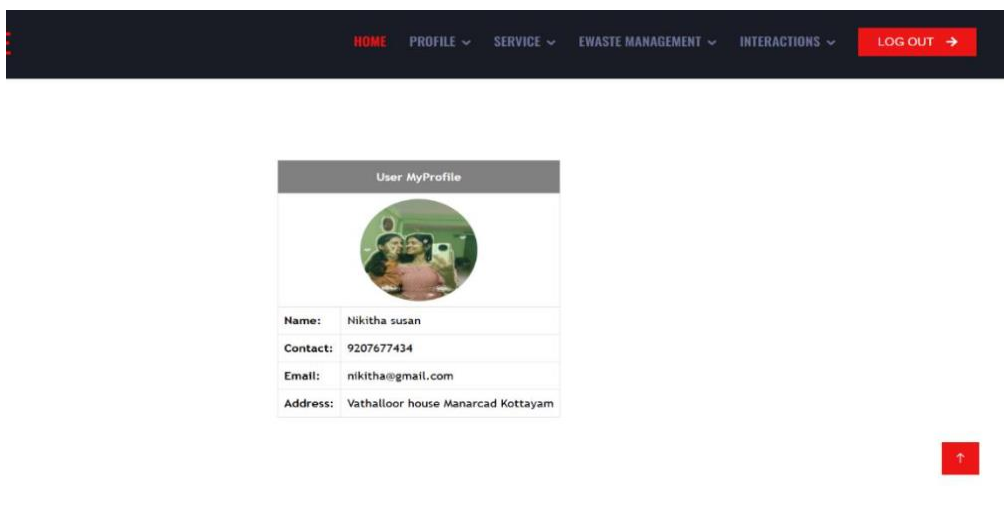 HOME PROFILE SERVICE EWASTE MANAGEMENT INTERACTIONS LOG OUT →
User MyProfile
Name: Nikitha susan
Contact: 9207677434
Email: nikitha@gmail.com
Address: Vathalloor house Manarcad Kottayam